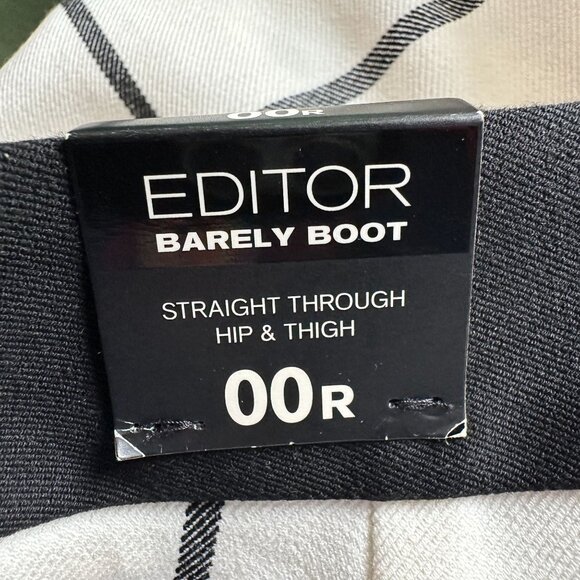 00R
EDITOR
BARELY BOOT
STRAIGHT THROUGH
HIP & THIGH
00R